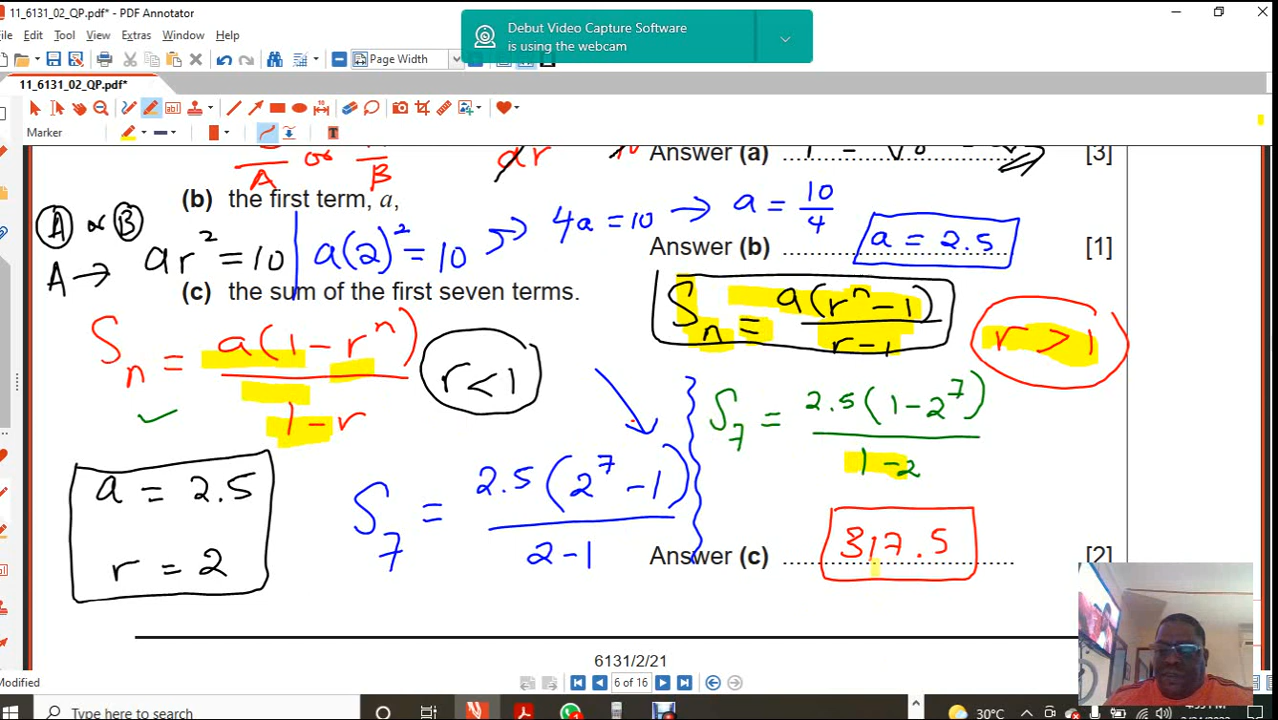 11_6131_02_QP.pdf* - PDF Annotator
Debut Video Capture Software
is using the webcam
File Edit Tool View Extras Window Help
Page Width
11_6131_02_QP.pdf*
Marker
A or B ar
Answer (a) [3]
(b) the first term, a,
A or B
A → ar² = 10 a(2)² = 10 → 4a = 10 → a = 10/4
Answer (b) a = 2.5 [1]
(c) the sum of the first seven terms.
Sn = a(1 - rⁿ)/1 - r r < 1
Sn = a(rⁿ - 1)/r - 1 r > 1
S7 = 2.5(1 - 2⁷)/1 - 2
a = 2.5
r = 2
S7 = 2.5(2⁷ - 1)/2 - 1
Answer (c) 317.5 [2]
6131/2/21
Modified
6 of 16
Type here to search
30°C